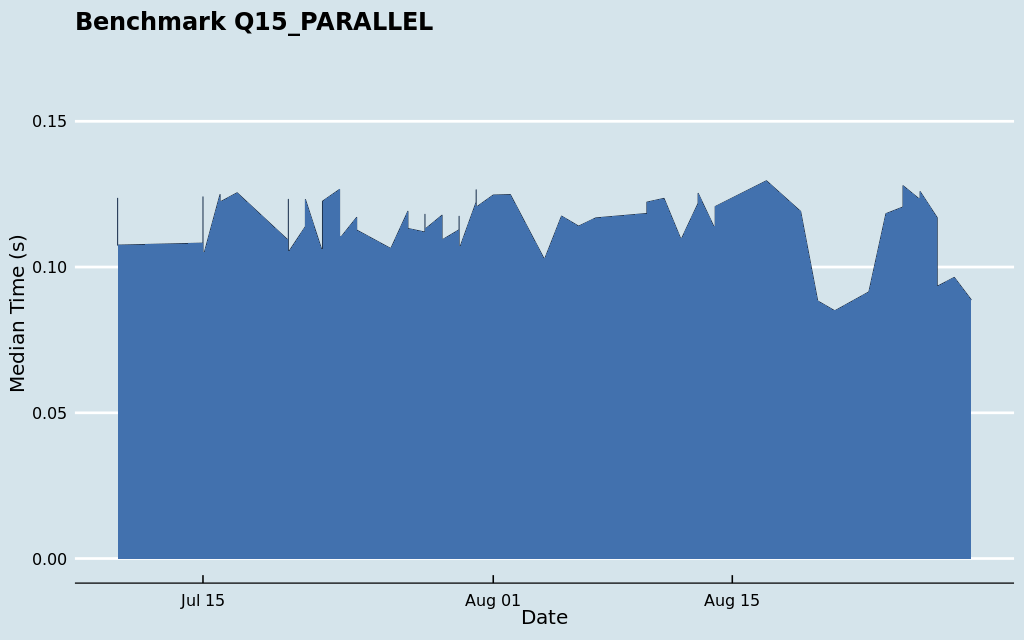 Benchmark Q15_PARALLEL
Median Time (s)
0.15
0.10
0.05
0.00
Jul 15
Aug 01
Aug 15
Date